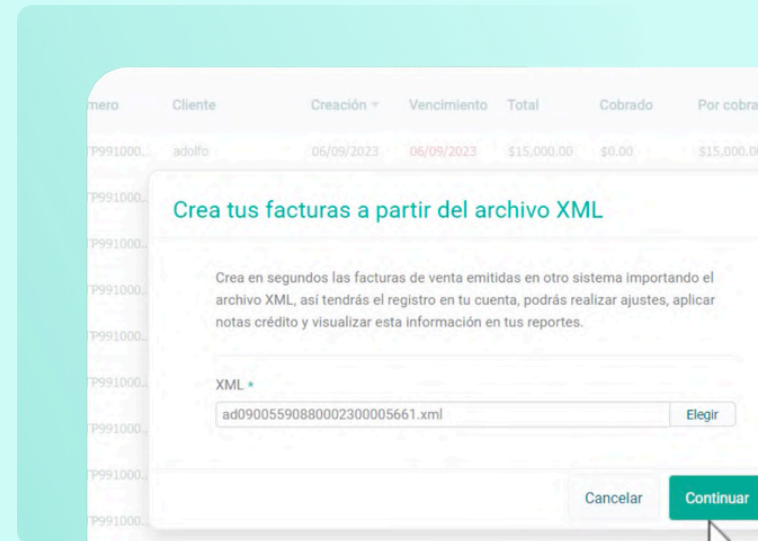 mero Cliente Creación Vencimiento Total Cobrado Por cobra
TP991000... adolfo 06/09/2023 06/09/2023 $15,000.00 $0.00 $15,000.00
TP991000...
Crea tus facturas a partir del archivo XML
TP991000...
TP991000...
Crea en segundos las facturas de venta emitidas en otro sistema importando el
archivo XML, así tendrás el registro en tu cuenta, podrás realizar ajustes, aplicar
notas crédito y visualizar esta información en tus reportes.
TP991000...
TP991000...
XML *
ad09005590880002300005661.xml Elegir
TP991000...
TP991000...
Cancelar Continuar
TP991000...